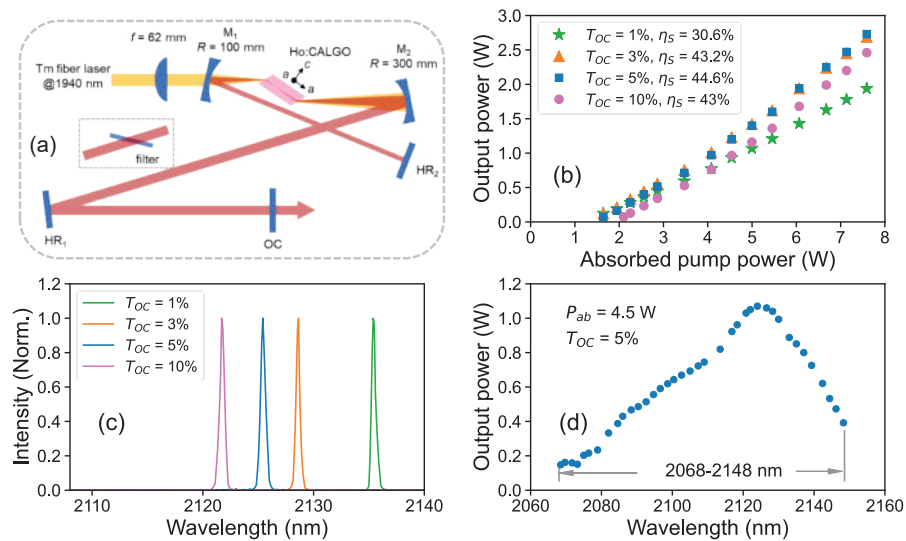 (a)
f = 62 mm
M1
R = 100 mm
Ho:CALGO
M2
R = 300 mm
Tm fiber laser
@1940 nm
c
a
a
filter
HR2
HR1
OC
(b)
Output power (W)
3.0
2.5
2.0
1.5
1.0
0.5
0.0
TOC = 1%, ηS = 30.6%
TOC = 3%, ηS = 43.2%
TOC = 5%, ηS = 44.6%
TOC = 10%, ηS = 43%
0 1 2 3 4 5 6 7 8
Absorbed pump power (W)
(c)
Intensity (Norm.)
1.2
1.0
0.8
0.6
0.4
0.2
0.0
TOC = 1%
TOC = 3%
TOC = 5%
TOC = 10%
2110 2120 2130 2140
Wavelength (nm)
(d)
Output power (W)
1.2
1.0
0.8
0.6
0.4
0.2
0.0
Pab = 4.5 W
TOC = 5%
2068-2148 nm
2060 2080 2100 2120 2140 2160
Wavelength (nm)